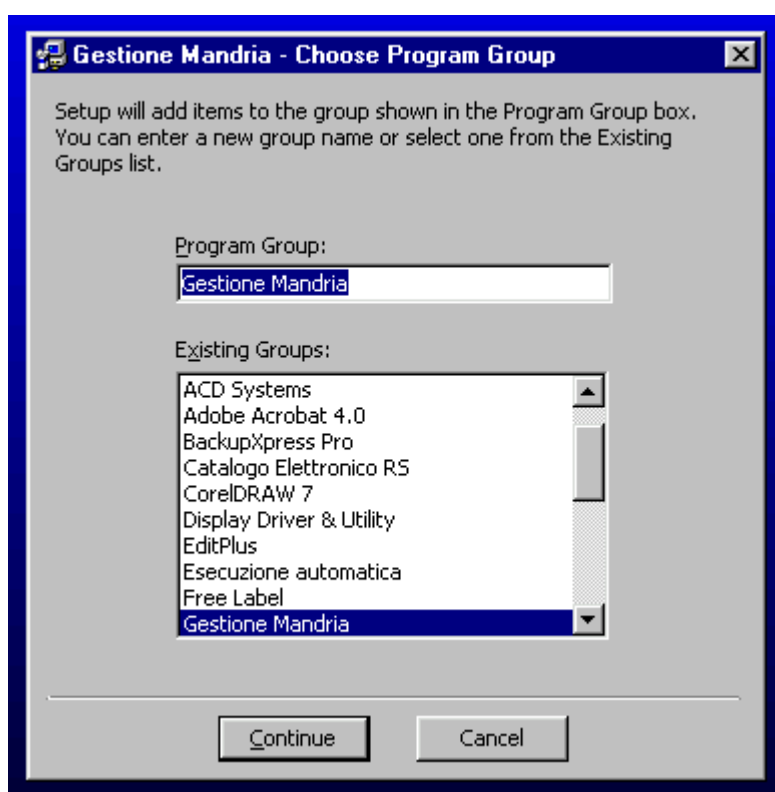 Gestione Mandria - Choose Program Group
Setup will add items to the group shown in the Program Group box.
You can enter a new group name or select one from the Existing
Groups list.
Program Group:
Gestione Mandria
Existing Groups:
ACD Systems
Adobe Acrobat 4.0
BackupXpress Pro
Catalogo Elettronico RS
CorelDRAW 7
Display Driver & Utility
EditPlus
Esecuzione automatica
Free Label
Gestione Mandria
Continue
Cancel